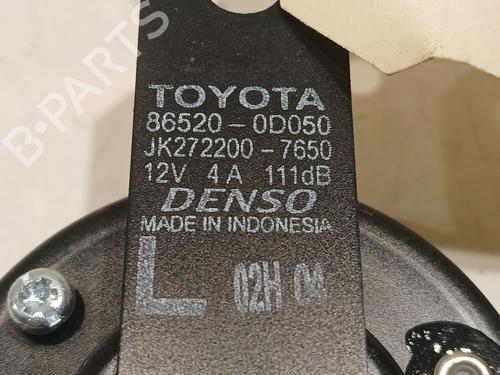 TOYOTA
86520-0D050
JK272200-7650
12V 4A 111dB
DENSO
MADE IN INDONESIA
L 02H 04
B-PARTS